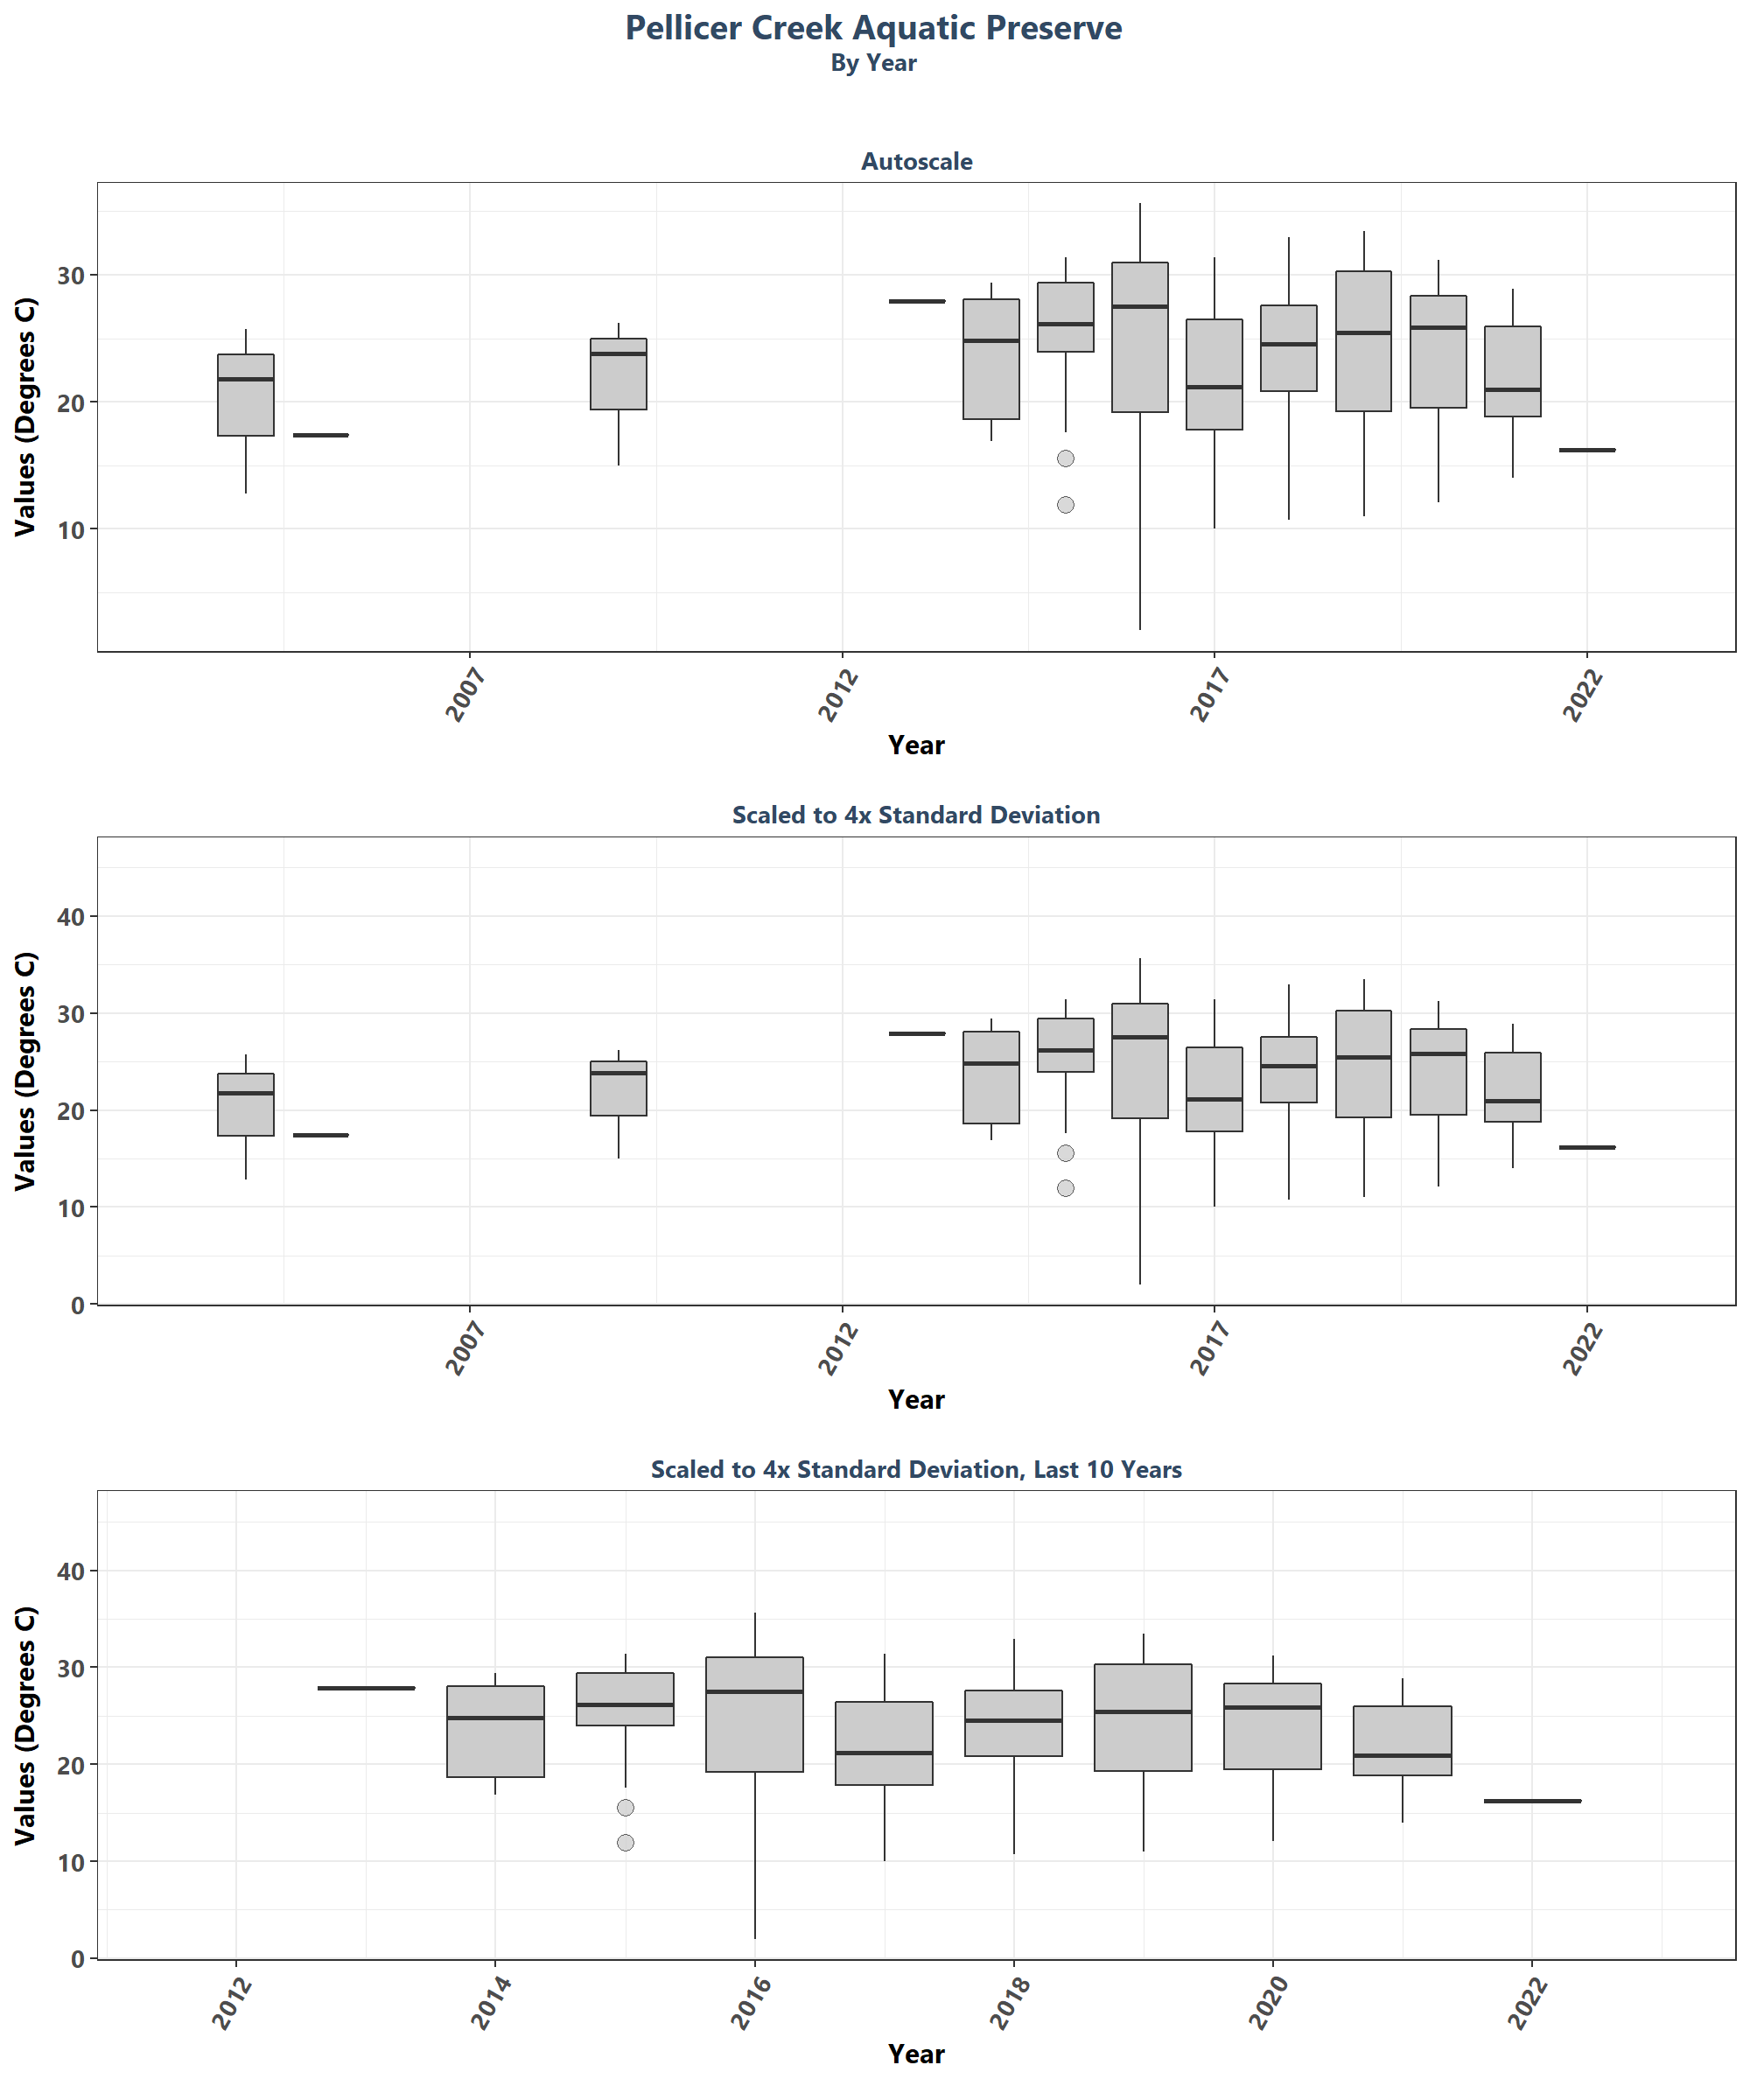 Pellicer Creek Aquatic Preserve
By Year
Autoscale
Values (Degrees C)
30
20
10
2007
2012
2017
2022
Year
Scaled to 4x Standard Deviation
Values (Degrees C)
40
30
20
10
0
2007
2012
2017
2022
Year
Scaled to 4x Standard Deviation, Last 10 Years
Values (Degrees C)
40
30
20
10
0
2012
2014
2016
2018
2020
2022
Year